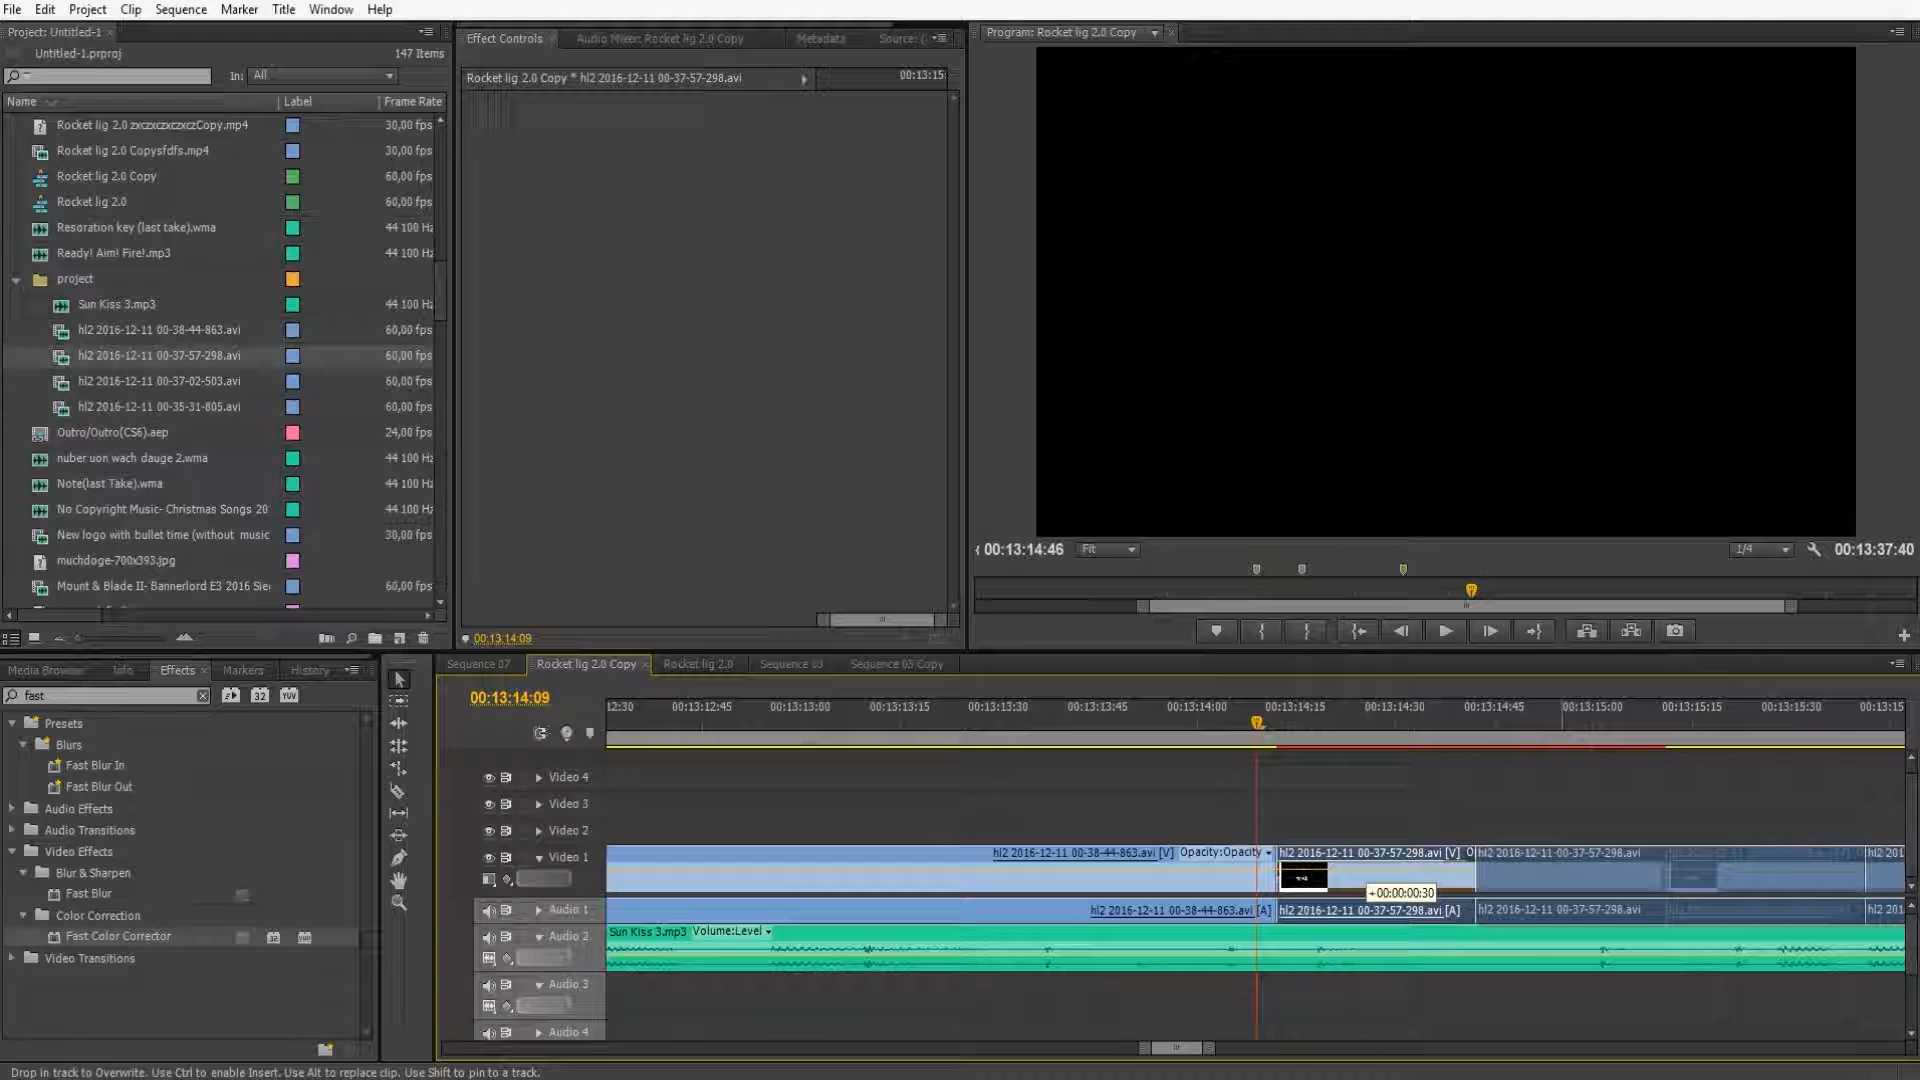 File Edit Project Clip Sequence Marker Title Window Help
Project: Untitled-1
Untitled-1.prproj 147 Items
In: All
Name Label Frame Rate
Rocket lig 2.0 zxczxczxczxczCopy.mp4 30,00 fps
Rocket lig 2.0 Copysfdfs.mp4 30,00 fps
Rocket lig 2.0 Copy 60,00 fps
Rocket lig 2.0 60,00 fps
Resoration key (last take).wma 44 100 Hz
Ready! Aim! Fire!.mp3 44 100 Hz
project
Sun Kiss 3.mp3 44 100 Hz
hl2 2016-12-11 00-38-44-863.avi 60,00 fps
hl2 2016-12-11 00-37-57-298.avi 60,00 fps
hl2 2016-12-11 00-37-02-503.avi 60,00 fps
hl2 2016-12-11 00-35-31-805.avi 60,00 fps
Outro/Outro(CS6).aep 24,00 fps
nuber uon wach dauge 2.wma 44 100 Hz
Note(last Take).wma 44 100 Hz
No Copyright Music- Christmas Songs 20 44 100 Hz
New logo with bullet time (without music 30,00 fps
muchdoge-700x393.jpg
Mount & Blade II- Bannerlord E3 2016 Sie 60,00 fps
Effect Controls Audio Mixer: Rocket lig 2.0 Copy Metadata Source: (
Rocket lig 2.0 Copy * hl2 2016-12-11 00-37-57-298.avi 00:13:15:
00:13:14:09
Program: Rocket lig 2.0 Copy
00:13:14:46 Fit 1/4 00:13:37:40
Media Browse Info Effects Markers History
fast 32 YUV
Presets
Blurs
Fast Blur In
Fast Blur Out
Audio Effects
Audio Transitions
Video Effects
Blur & Sharpen
Fast Blur
Color Correction
Fast Color Corrector 32 YUV
Video Transitions
Sequence 07 Rocket lig 2.0 Copy Rocket lig 2.0 Sequence 03 Sequence 03 Copy
00:13:14:09
12:30 00:13:12:45 00:13:13:00 00:13:13:15 00:13:13:30 00:13:13:45 00:13:14:00 00:13:14:15 00:13:14:30 00:13:14:45 00:13:15:00 00:13:15:15 00:13:15:30 00:13:15
Video 4
Video 3
Video 2
Video 1 hl2 2016-12-11 00-38-44-863.avi [V] Opacity:Opacity hl2 2016-12-11 00-37-57-298.avi [V] O hl2 2016-12-11 00-37-57-298.avi hl2 201
+00:00:00:30
Audio 1 hl2 2016-12-11 00-38-44-863.avi [A] hl2 2016-12-11 00-37-57-298.avi [A] hl2 2016-12-11 00-37-57-298.avi hl2 201
Audio 2 Sun Kiss 3.mp3 Volume:Level
Audio 3
Audio 4
Drop in track to Overwrite. Use Ctrl to enable Insert. Use Alt to replace clip. Use Shift to pin to a track.